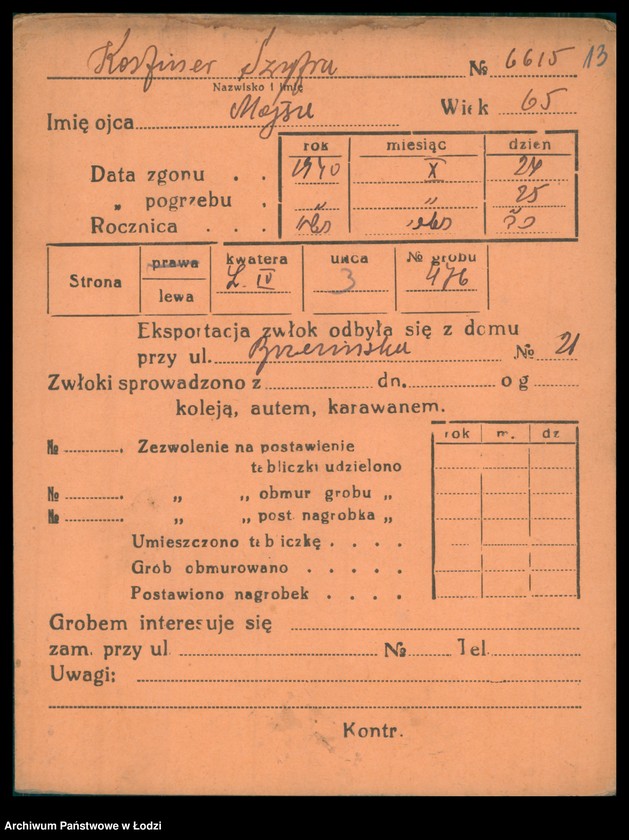 Szyfra № 6615 13
Nazwisko i imię
Imię ojca Wiek 65
rok miesiąc dzień
Data zgonu . . 1940 X 24
„ pogrzebu . „ „ 25
Rocznica . . .
Strona prawa lewa kwatera L. IV ulica 3 № grobu 476
Eksportacja zwłok odbyła się z domu
przy ul. Brzezińska № 21
Zwłoki sprowadzono z dn. o g
koleją, autem, karawanem.
rok m. dz
№ . Zezwolenie na postawienie
tabliczki udzielono
№ . „ „ obmur grobu „
№ . „ „ post. nagrobka „
Umieszczono tabliczkę . . . .
Grób obmurowano . . . . .
Postawiono nagrobek . . . .
Grobem interesuje się
zam. przy ul. № Tel.
Uwagi:
Kontr.
Archiwum Państwowe w Łodzi